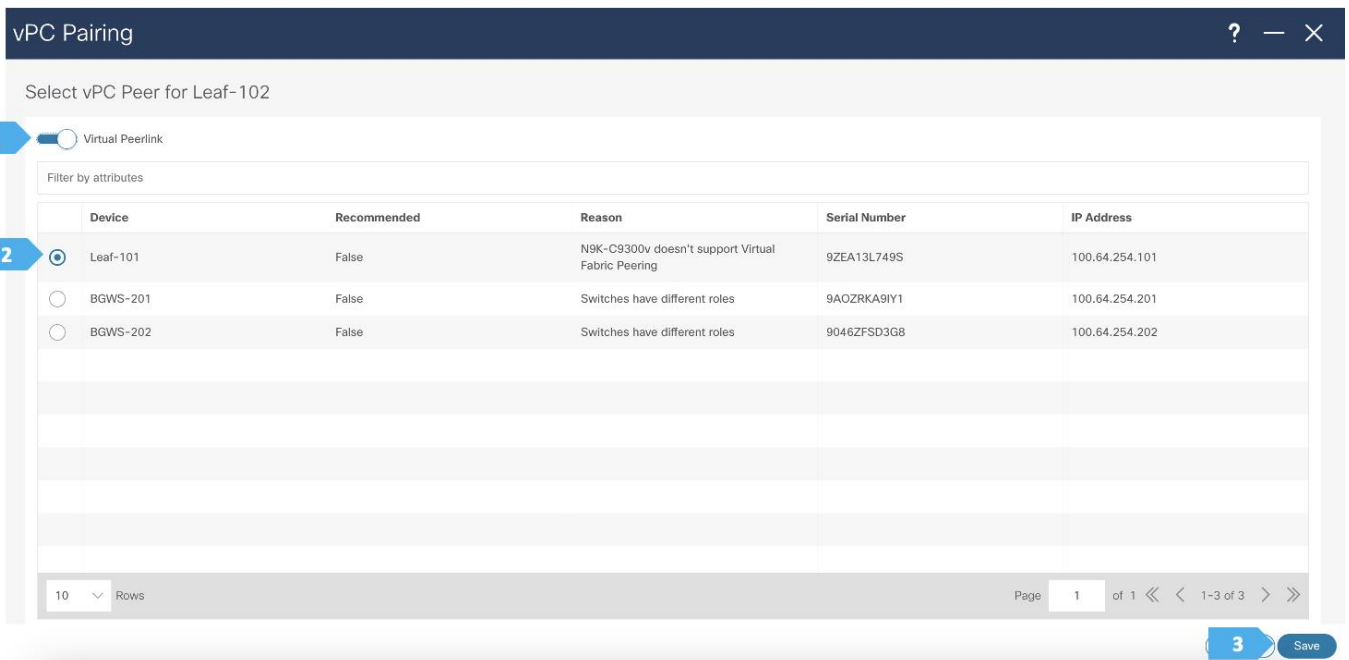 vPC Pairing ?
Select vPC Peer for Leaf-102
Virtual Peerlink
Filter by attributes
Device Recommended Reason Serial Number IP Address
2 Leaf-101 False N9K-C9300v doesn't support Virtual Fabric Peering 9ZEA13L749S 100.64.254.101
BGWS-201 False Switches have different roles 9AOZRKA9IY1 100.64.254.201
BGWS-202 False Switches have different roles 9046ZFSD3G8 100.64.254.202
10 Rows Page 1 of 1 1-3 of 3
3 Save